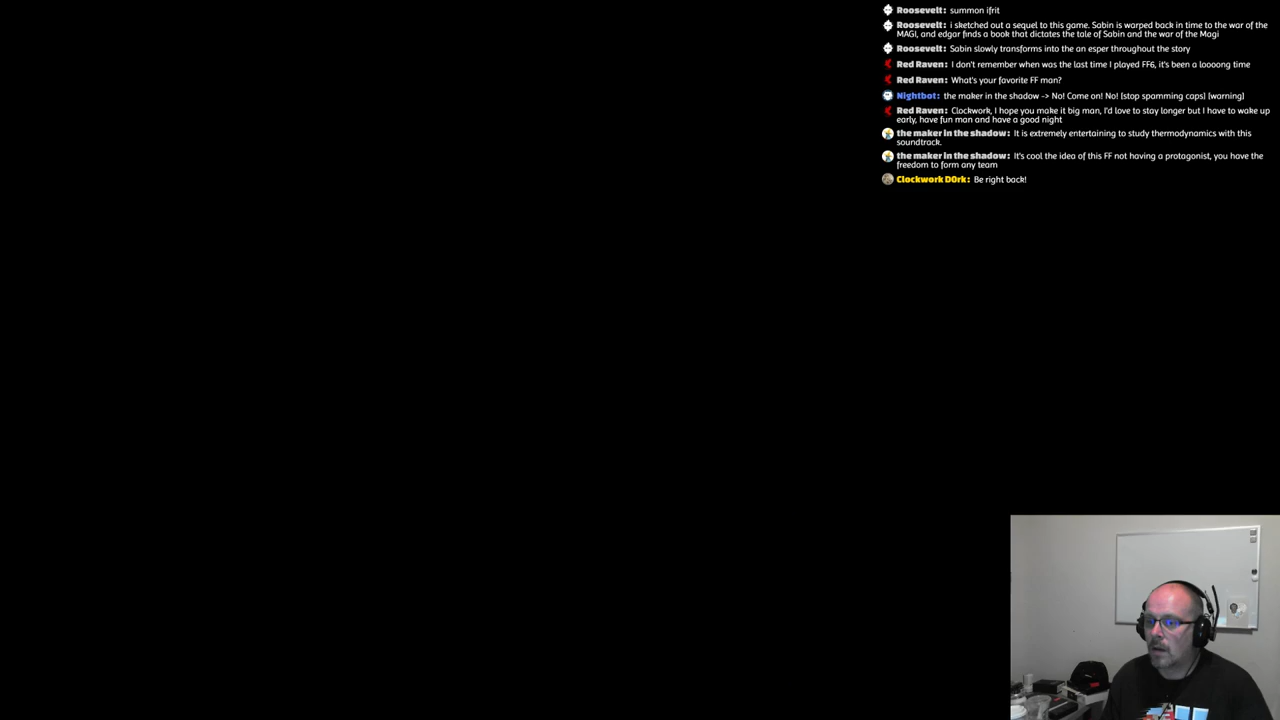 Roosevelt: summon ifrit
Roosevelt: i sketched out a sequel to this game. Sabin is warped back in time to the war of the
MAGI, and edgar finds a book that dictates the tale of Sabin and the war of the Magi
Roosevelt: Sabin slowly transforms into the an esper throughout the story
Red Raven: I don't remember when was the last time I played FF6, it's been a loooong time
Red Raven: What's your favorite FF man?
Nightbot: the maker in the shadow -> No! Come on! No! [stop spamming caps] [warning]
Red Raven: Clockwork, I hope you make it big man, I'd love to stay longer but I have to wake up
early, have fun man and have a good night
the maker in the shadow: It is extremely entertaining to study thermodynamics with this
soundtrack.
the maker in the shadow: It's cool the idea of this FF not having a protagonist, you have the
freedom to form any team
Clockwork D0rk: Be right back!